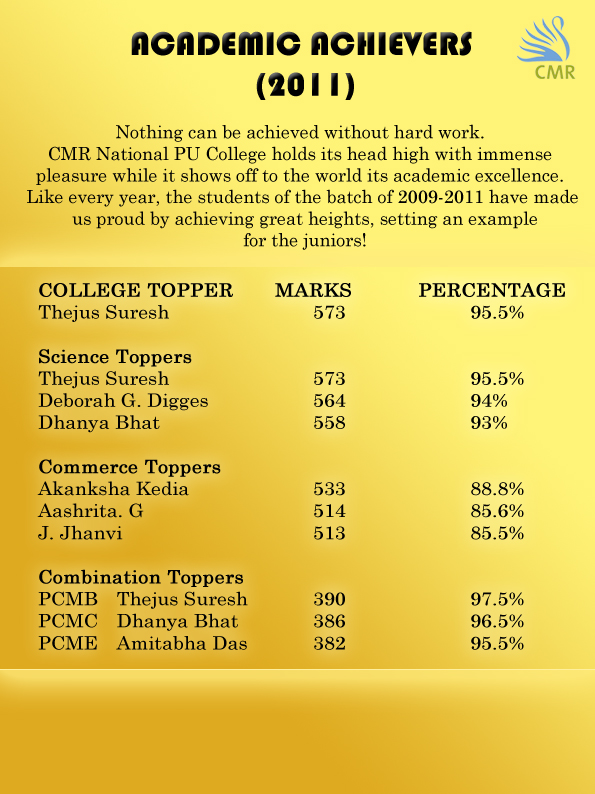 ACADEMIC ACHIEVERS
(2011)
CMR
Nothing can be achieved without hard work.
CMR National PU College holds its head high with immense
pleasure while it shows off to the world its academic excellence.
Like every year, the students of the batch of 2009-2011 have made
us proud by achieving great heights, setting an example
for the juniors!
COLLEGE TOPPER MARKS PERCENTAGE
Thejus Suresh 573 95.5%
Science Toppers
Thejus Suresh 573 95.5%
Deborah G. Digges 564 94%
Dhanya Bhat 558 93%
Commerce Toppers
Akanksha Kedia 533 88.8%
Aashrita. G 514 85.6%
J. Jhanvi 513 85.5%
Combination Toppers
PCMB Thejus Suresh 390 97.5%
PCMC Dhanya Bhat 386 96.5%
PCME Amitabha Das 382 95.5%